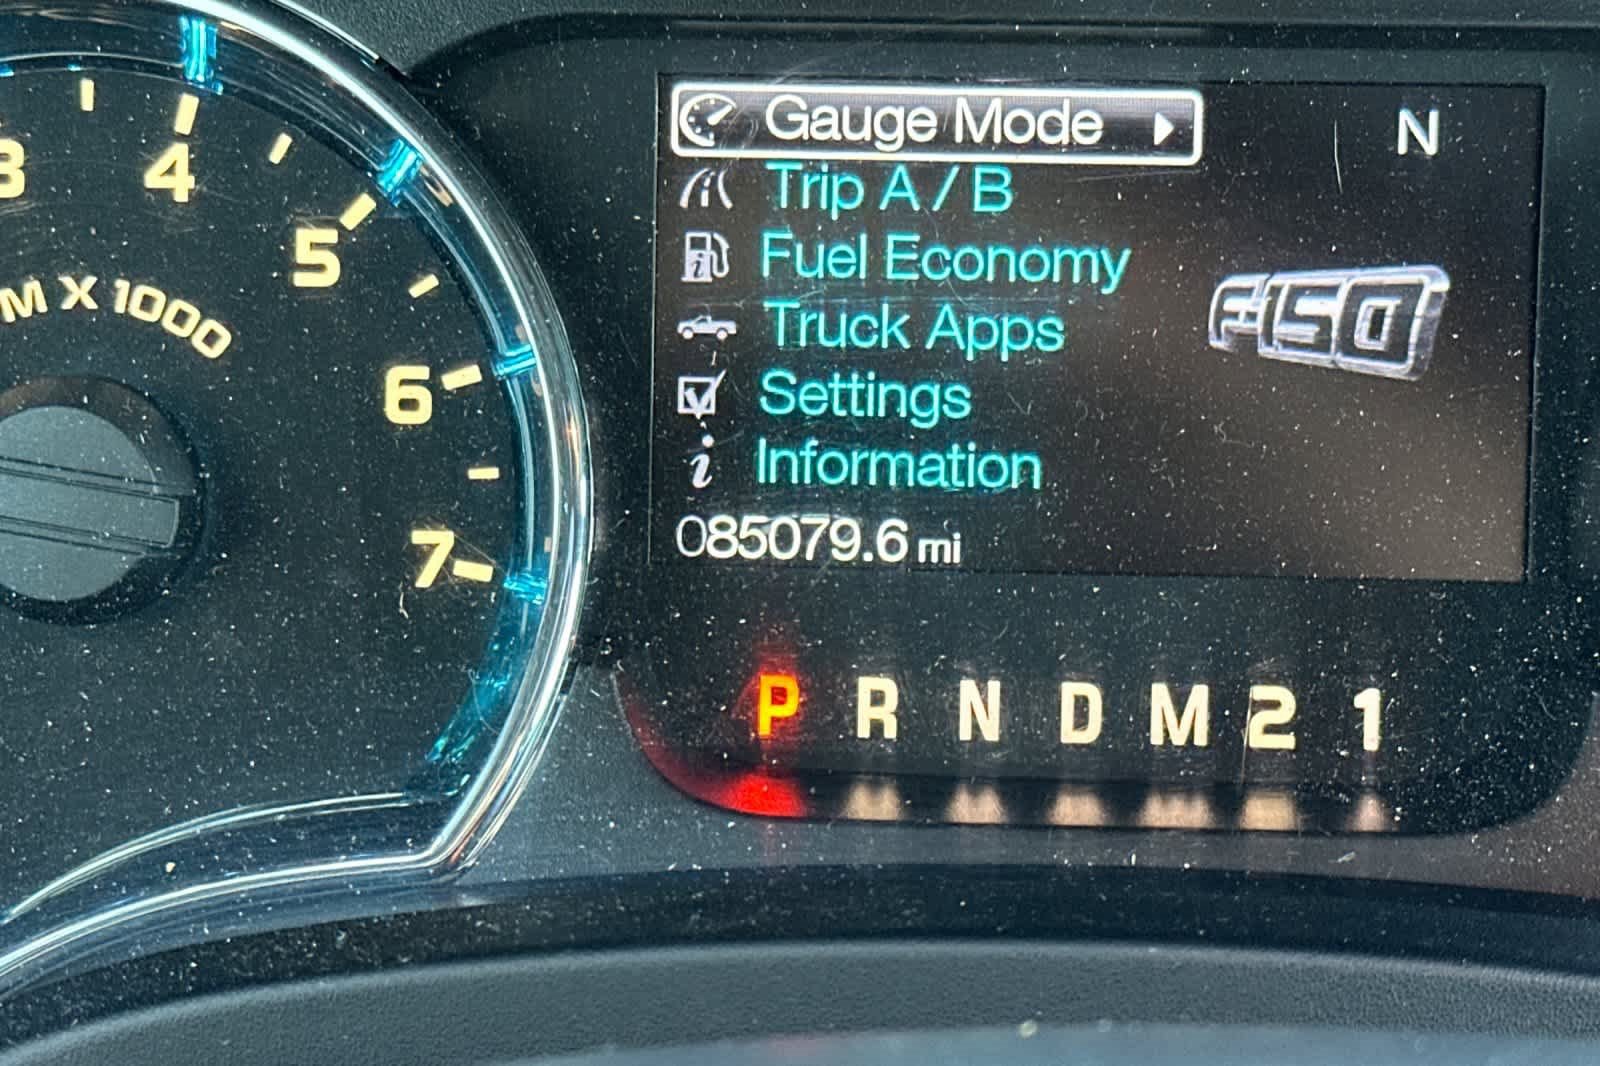 3
4
5
6
7
M X 1000
Gauge Mode
N
Trip A / B
Fuel Economy
F-150
Truck Apps
Settings
Information
085079.6 mi
P R N D M 2 1